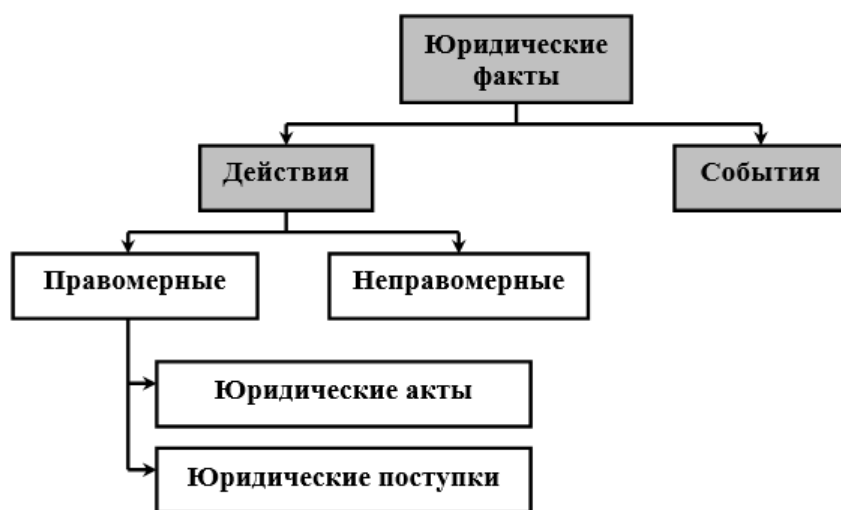 Юридические
факты
Действия
События
Правомерные
Неправомерные
Юридические акты
Юридические поступки